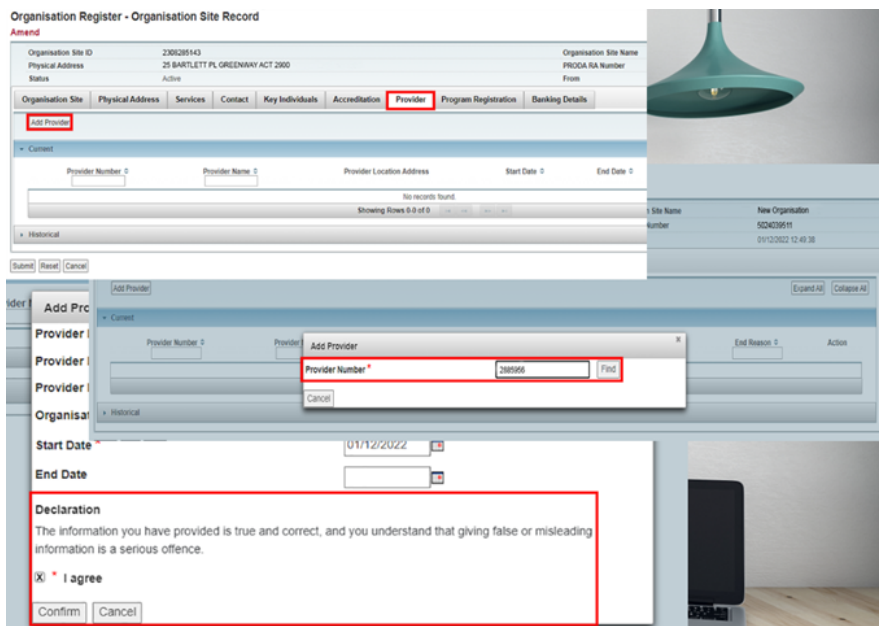 Organisation Register - Organisation Site Record
Amend
Organisation Site ID 2308285143 Organisation Site Name
Physical Address 25 BARTLETT PL GREENWAY ACT 2900 PRODA RA Number
Status Active From
Organisation Site Physical Address Services Contact Key Individuals Accreditation Provider Program Registration Banking Details
Add Provider
Current
Provider Number Provider Name Provider Location Address Start Date End Date
No records found.
Showing Rows 0-0 of 0
Historical
Submit Reset Cancel
n Site Name New Organisation
Number 5024039511
01/12/2022 12:49:38
Add Provider Expand All Collapse All
Current
Provider Number Provider End Reason Action
Historical
Add Provider x
Provider Number * 2885956 Find
Cancel
vider
Add Pro
Provider
Provider
Provider
Organisat
Start Date * 01/12/2022
End Date
Declaration
The information you have provided is true and correct, and you understand that giving false or misleading
information is a serious offence.
X * I agree
Confirm Cancel